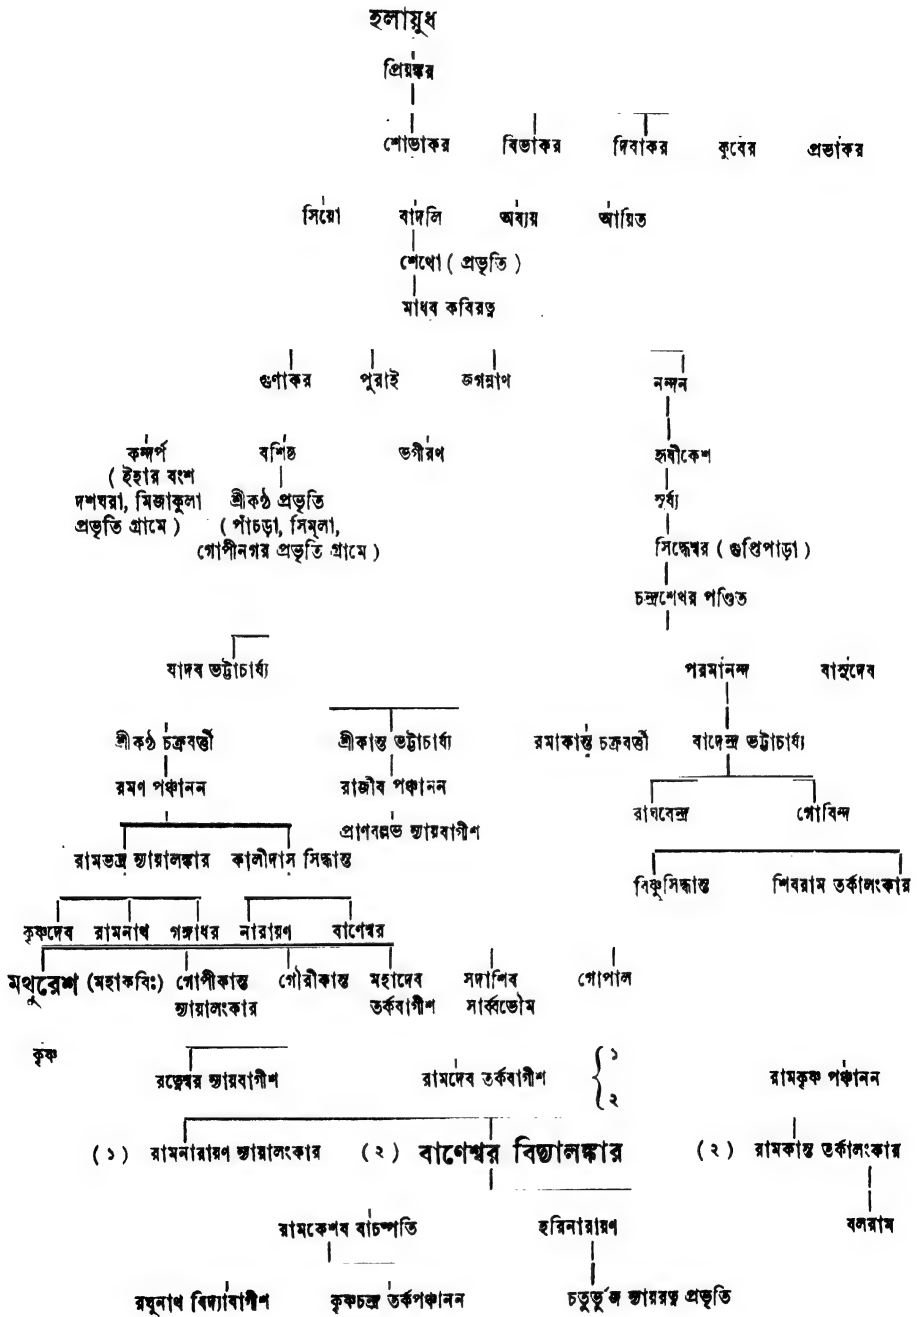 হলায়ুধ
প্রিয়ঙ্কর
শোভাকর বিভাকর দিবাকর কুবের প্রভাকর
সিয়ো বাদলি অব্যয় আয়িত
শেথো ( প্রভৃতি )
মাধব কবিরত্ন
গুণাকর পুরাই জগন্নাথ নন্দন
কন্দর্প বশিষ্ঠ ভগীরথ হৃষীকেশ
( ইহার বংশ
দশঘরা, মিজাকুলা শ্রীকণ্ঠ প্রভৃতি সূর্য্য
প্রভৃতি গ্রামে ) ( পাঁচড়া, সিম্‌লা,
গোপীনগর প্রভৃতি গ্রামে ) সিদ্ধেশ্বর ( গুপ্তিপাড়া )
চন্দ্রশেখর পণ্ডিত
যাদব ভট্টাচার্য্য পরমানন্দ বাসুদেব
শ্রীকণ্ঠ চক্রবর্ত্তী শ্রীকান্ত ভট্টাচার্য্য রমাকান্ত চক্রবর্ত্তী যাদেন্দ্র ভট্টাচার্য্য
রমণ পঞ্চানন রাজীব পঞ্চানন
রাঘবেন্দ্র গোবিন্দ
প্রাণবল্লভ ন্যায়বাগীশ
রামভদ্র ন্যায়ালঙ্কার কালীদাস সিদ্ধান্ত
বিষ্ণুসিদ্ধান্ত শিবরাম তর্কালংকার
কৃষ্ণদেব রামনাথ গঙ্গাধর নারায়ণ বাণেশ্বর
মথুরেশ (মহাকবিঃ) গোপীকান্ত গৌরীকান্ত মহাদেব সদাশিব গোপাল
ন্যায়ালংকার তর্কবাগীশ সার্ব্বভৌম
কৃষ্ণ
রত্নেশ্বর ন্যায়বাগীশ রামদেব তর্কবাগীশ { ১ ২ রামকৃষ্ণ পঞ্চানন
( ১ ) রামনারায়ণ ন্যায়ালংকার ( ২ ) বাণেশ্বর বিদ্যালঙ্কার ( ২ ) রামকান্ত তর্কালংকার
রামকেশব বাচস্পতি হরিনারায়ণ বলরাম
রঘুনাথ বিদ্যাবাগীশ কৃষ্ণচন্দ্র তর্কপঞ্চানন চতুর্ভুজ ন্যায়রত্ন প্রভৃতি